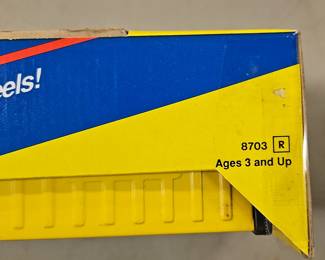 eels!
8703 R
Ages 3 and Up